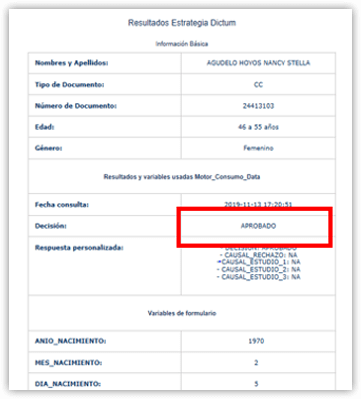 Resultados Estrategia Dictum
Información Básica
Nombres y Apellidos: AGUDELO HOYOS NANCY STELLA
Tipo de Documento: CC
Número de Documento: 24413103
Edad: 46 a 55 años
Género: Femenino
Resultados y variables usadas Motor_Consumo_Data
Fecha consulta: 2019-11-13 17:20:51
Decisión: APROBADO
Respuesta personalizada: - DECISION: APROBADO
- CAUSAL_RECHAZO: NA
-CAUSAL_ESTUDIO_1: NA
- CAUSAL_ESTUDIO_2: NA
- CAUSAL_ESTUDIO_3: NA
Variables de formulario
ANIO_NACIMIENTO: 1970
MES_NACIMIENTO: 2
DIA_NACIMIENTO: 5